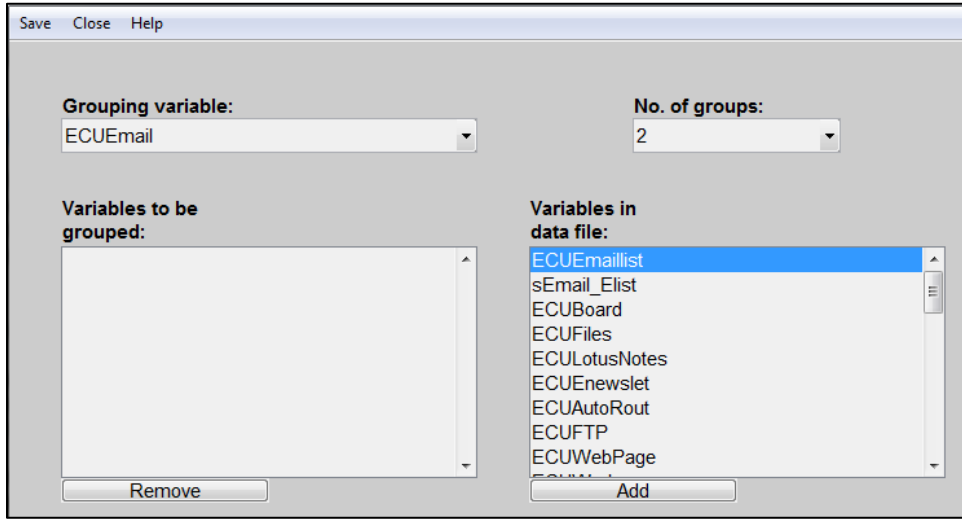 Save Close Help
Grouping variable:
No. of groups:
ECUEmail
2
Variables to be
grouped:
Variables in
data file:
ECUEmaillist
sEmail_Elist
ECUBoard
ECUFiles
ECULotusNotes
ECUEnewslet
ECUAutoRout
ECUFTP
ECUWebPage
Remove
Add